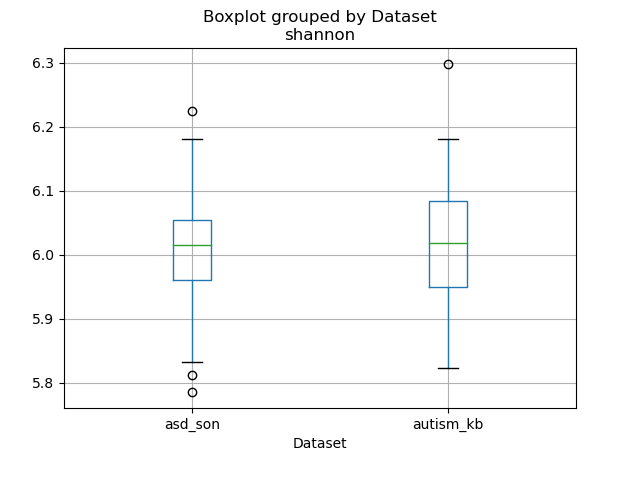 Boxplot grouped by Dataset
shannon
6.3
6.2
6.1
6.0
5.9
5.8
asd_son
autism_kb
Dataset